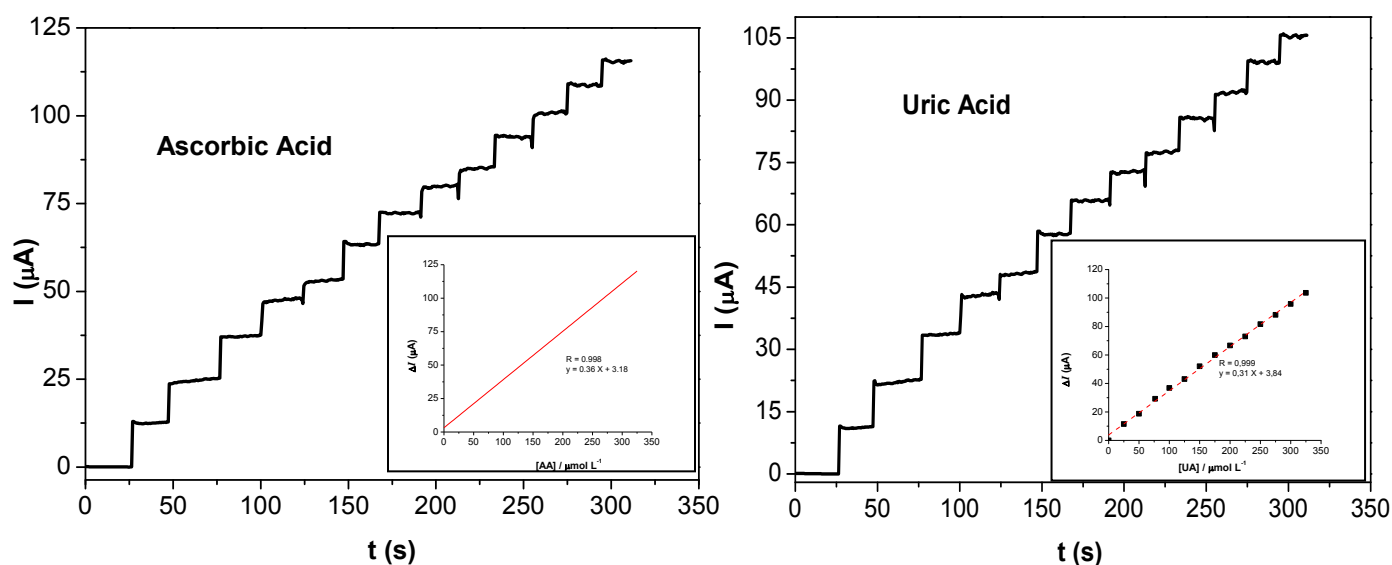 125
100
75
50
25
0
I (μA)
Ascorbic Acid
0 50 100 150 200 250 300 350
t (s)
125
100
75
50
25
0
ΔI (μA)
R = 0.998
y = 0.36 X + 3.18
0 50 100 150 200 250 300 350
[AA] / μmol L⁻¹
105
90
75
60
45
30
15
0
I (μA)
Uric Acid
0 50 100 150 200 250 300 350
t (s)
120
100
80
60
40
20
0
ΔI (μA)
R = 0,999
y = 0,31 X + 3,84
0 50 100 150 200 250 300 350
[UA] / μmol L⁻¹